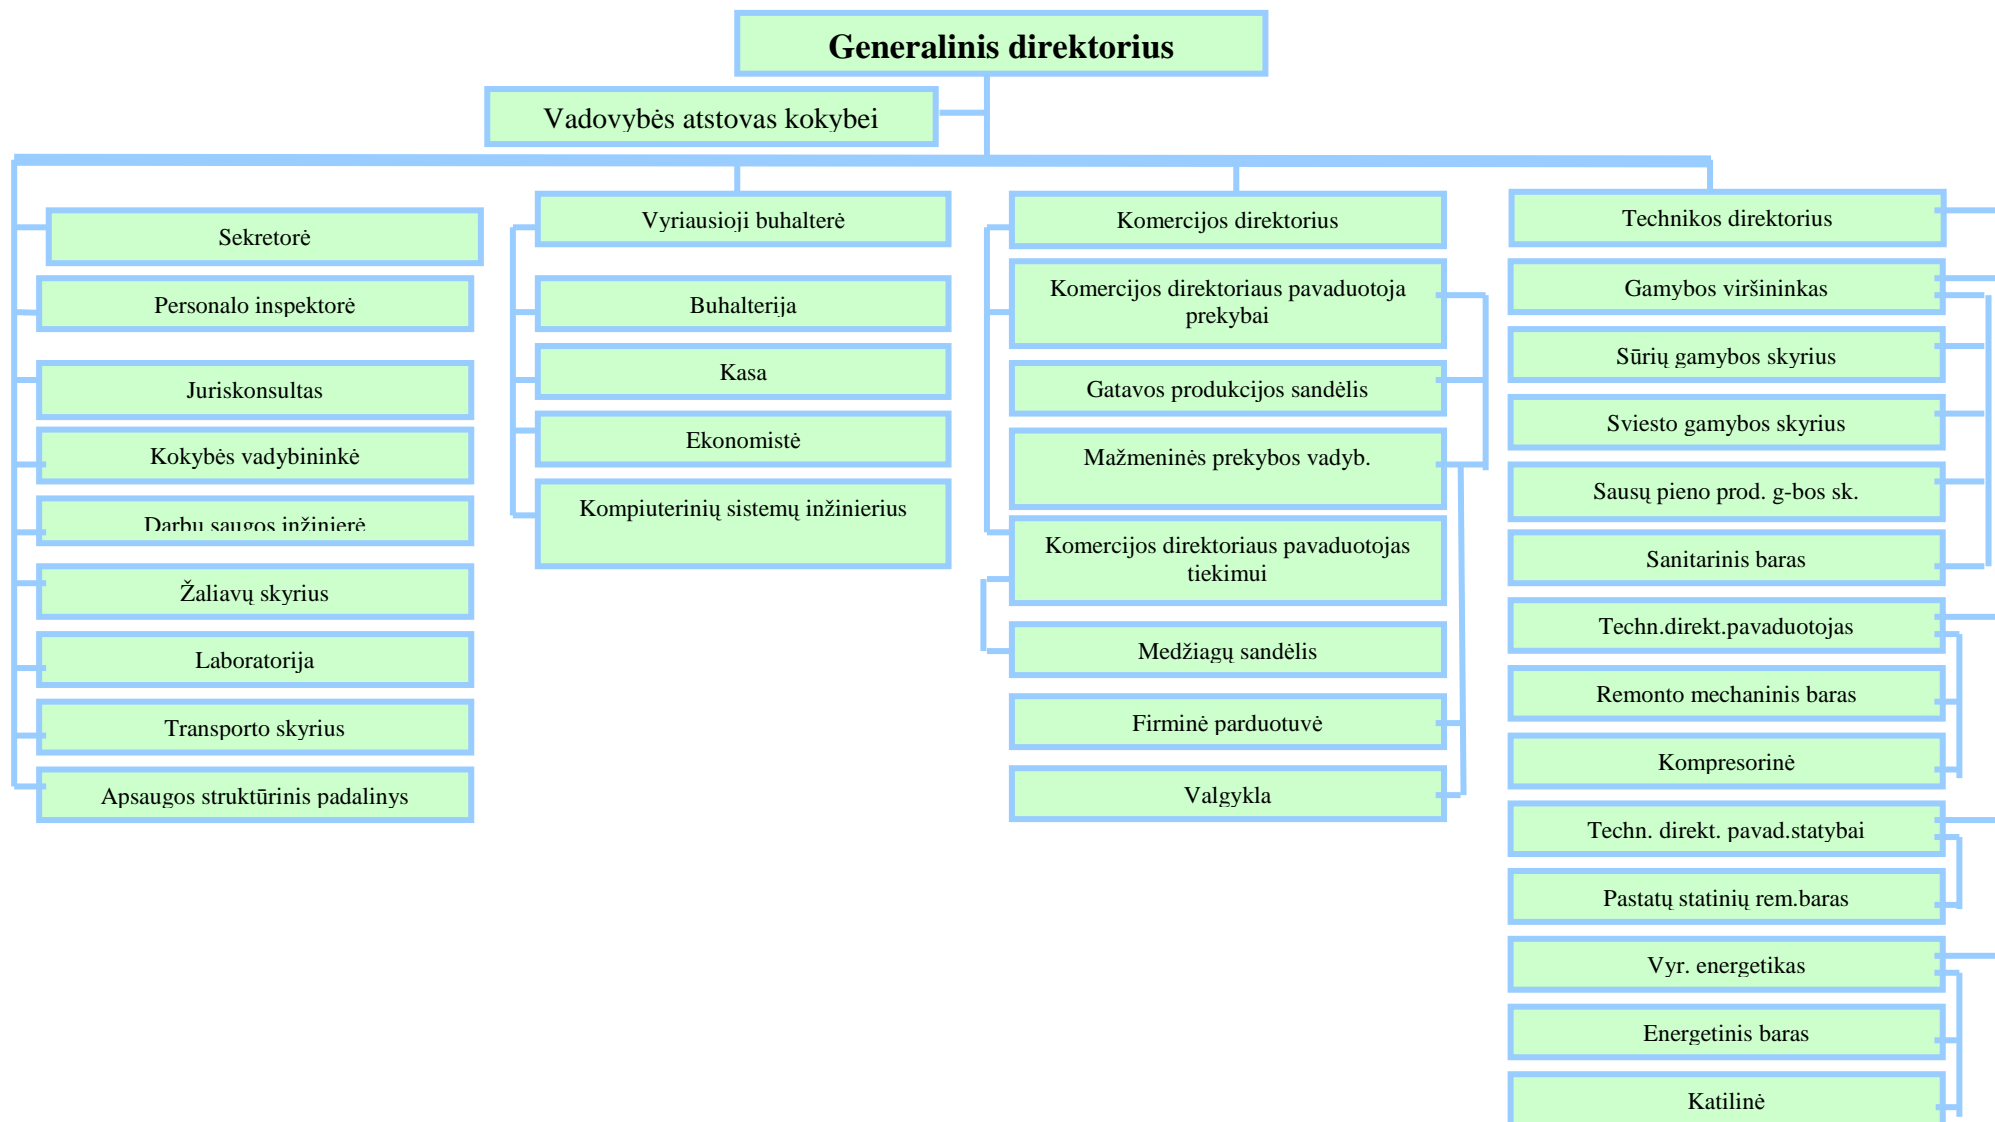 Generalinis direktorius
Vadovybės atstovas kokybei
Sekretorė
Personalo inspektorė
Juriskonsultas
Kokybės vadybininkė
Darbų saugos inžinierė
Žaliavų skyrius
Laboratorija
Transporto skyrius
Apsaugos struktūrinis padalinys
Vyriausioji buhalterė
Buhalterija
Kasa
Ekonomistė
Kompiuterinių sistemų inžinierius
Komercijos direktorius
Komercijos direktoriaus pavaduotoja
prekybai
Gatavos produkcijos sandėlis
Mažmeninės prekybos vadyb.
Komercijos direktoriaus pavaduotojas
tiekimui
Medžiagų sandėlis
Firminė parduotuvė
Valgykla
Technikos direktorius
Gamybos viršininkas
Sūrių gamybos skyrius
Sviesto gamybos skyrius
Sausų pieno prod. g-bos sk.
Sanitarinis baras
Techn.direkt.pavaduotojas
Remonto mechaninis baras
Kompresorinė
Techn. direkt. pavad.statybai
Pastatų statinių rem.baras
Vyr. energetikas
Energetinis baras
Katilinė